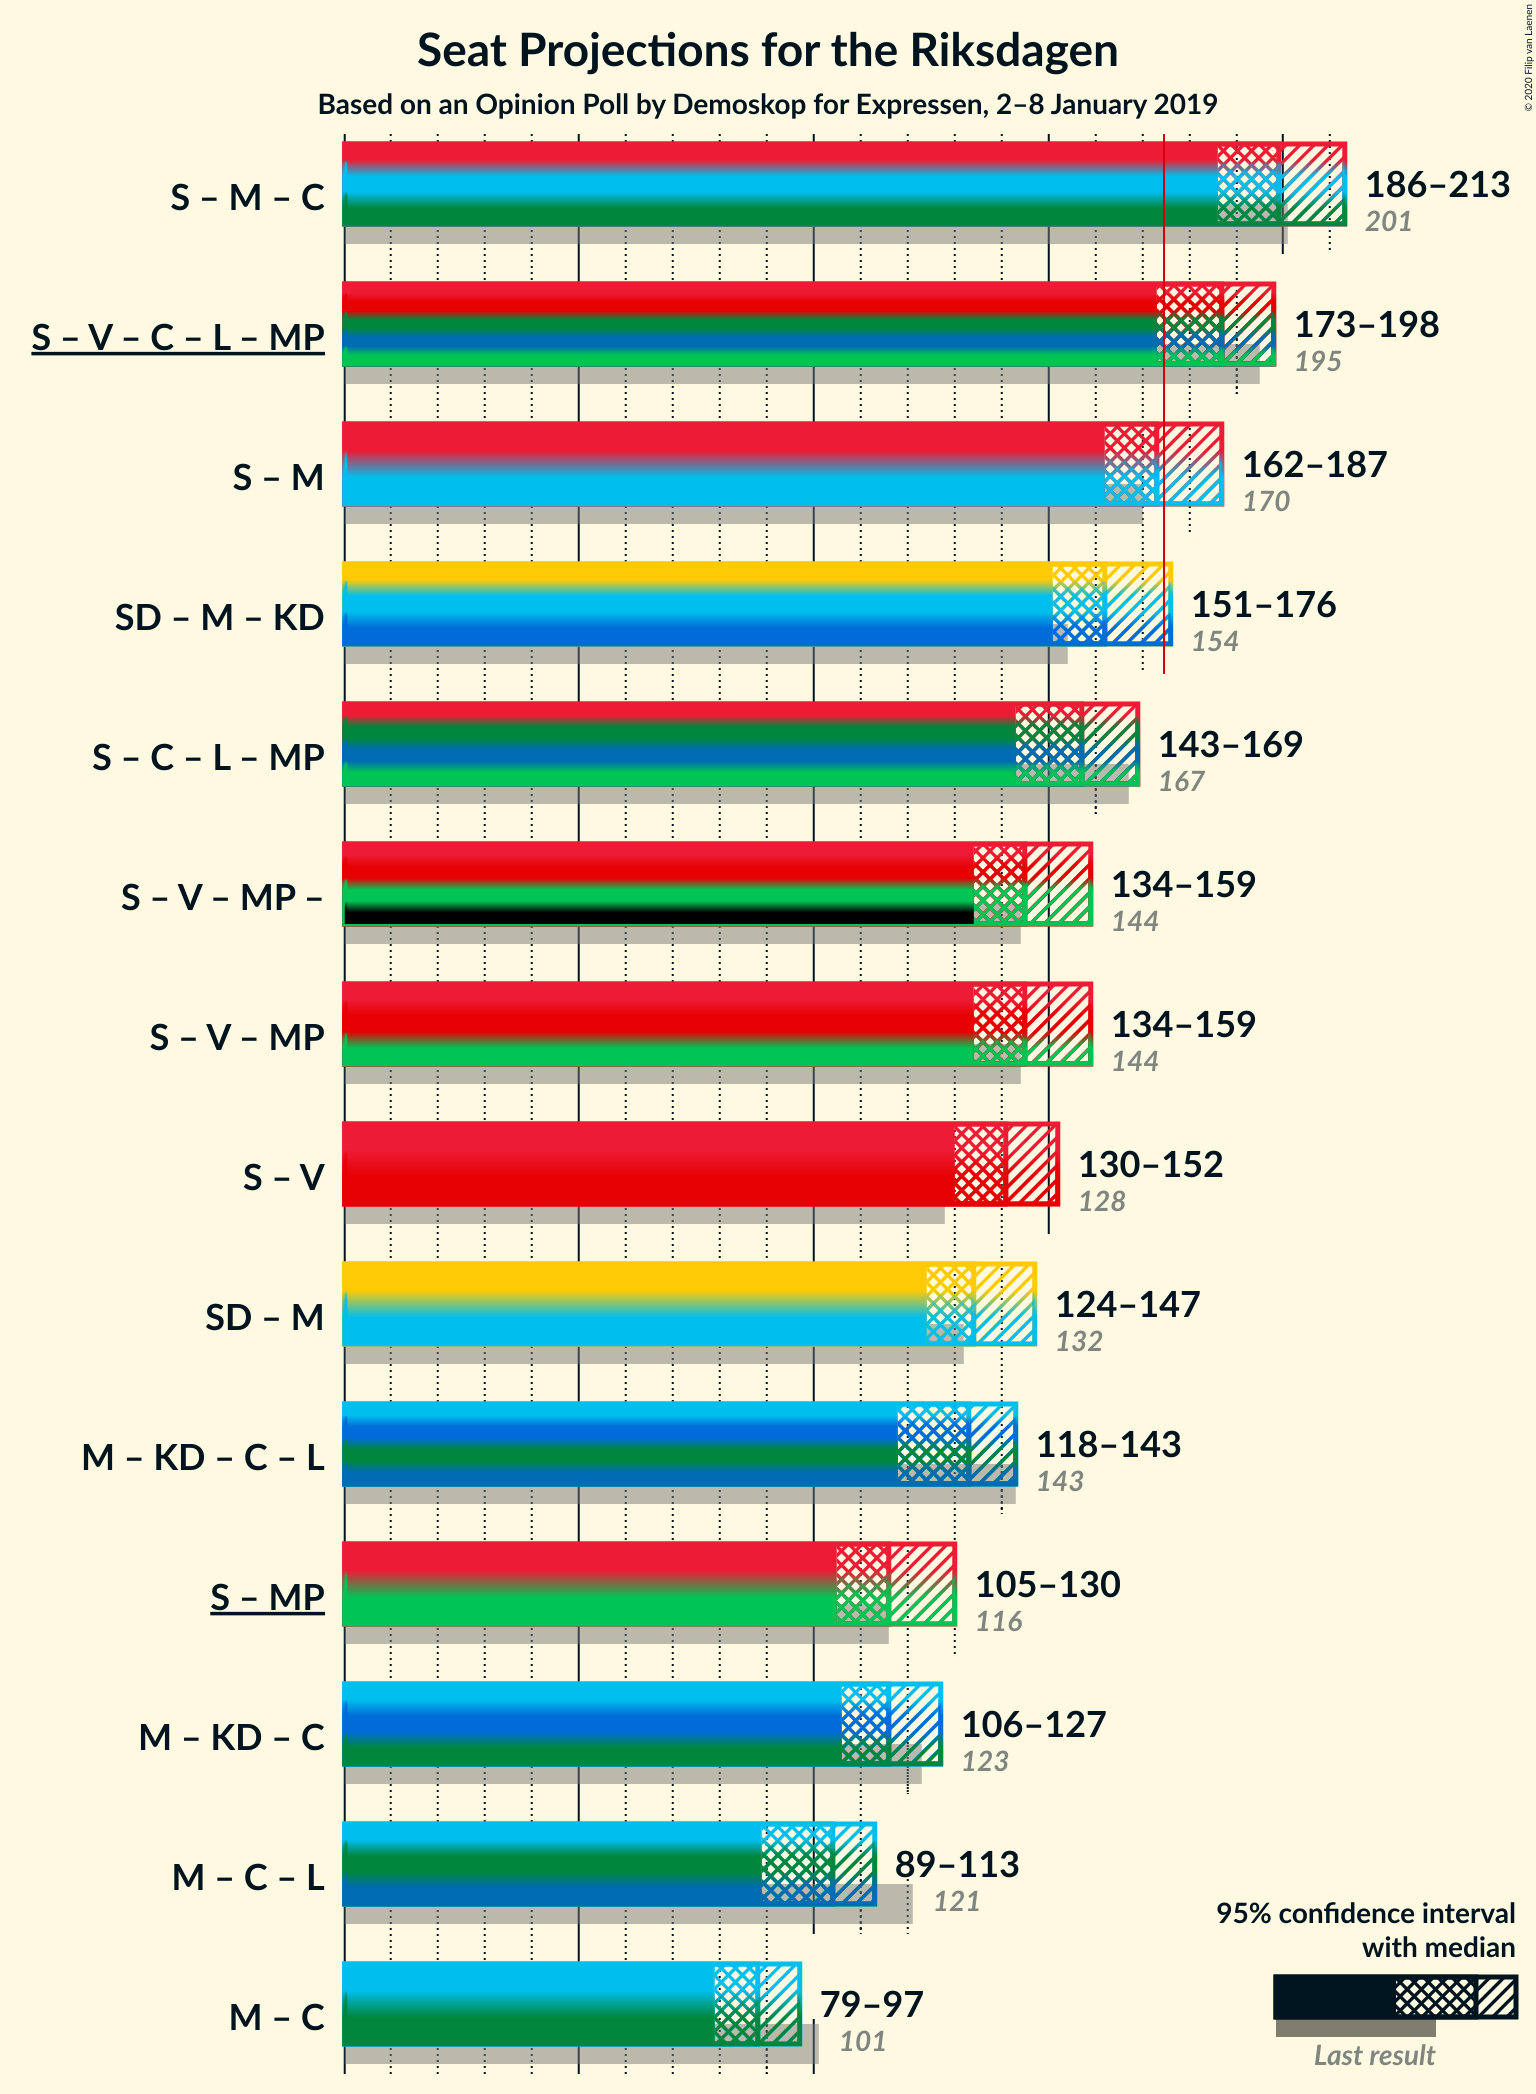 Seat Projections for the Riksdagen
Based on an Opinion Poll by Demoskop for Expressen, 2–8 January 2019
© 2020 Filip van Laenen
S – M – C
186–213
201
S – V – C – L – MP
173–198
195
S – M
162–187
170
SD – M – KD
151–176
154
S – C – L – MP
143–169
167
S – V – MP –
134–159
144
S – V – MP
134–159
144
S – V
130–152
128
SD – M
124–147
132
M – KD – C – L
118–143
143
S – MP
105–130
116
M – KD – C
106–127
123
M – C – L
89–113
121
M – C
79–97
101
95% confidence interval
with median
Last result